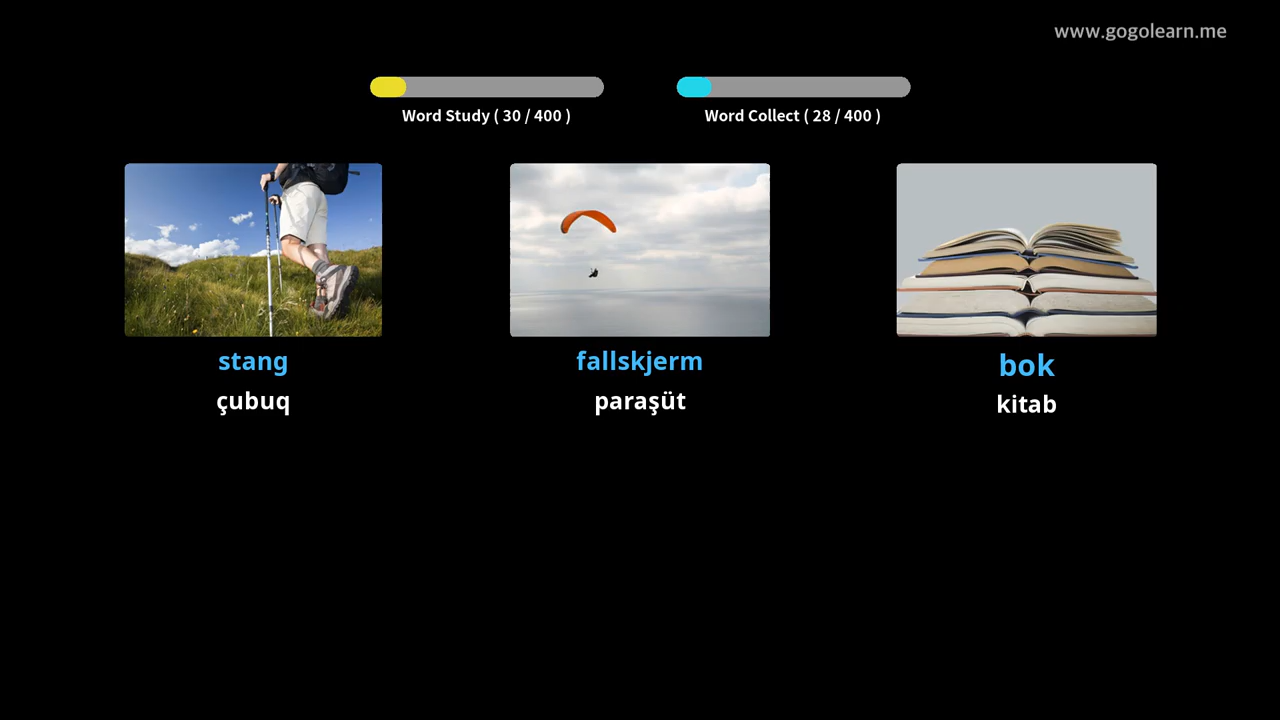 www.gogolearn.me
Word Study ( 30 / 400 )
Word Collect ( 28 / 400 )
stang
çubuq
fallskjerm
paraşüt
bok
kitab